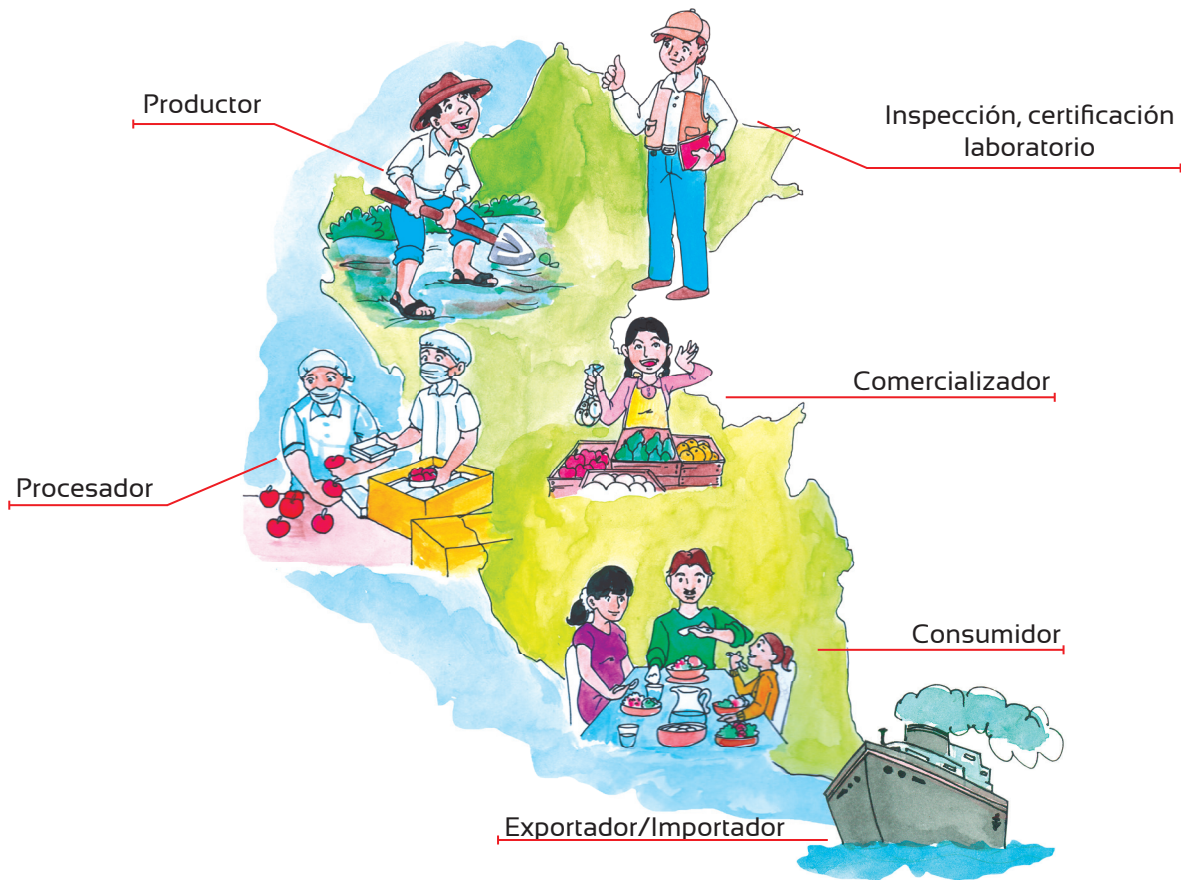 Productor
Inspección, certificación
laboratorio
Comercializador
Procesador
Consumidor
Exportador/Importador